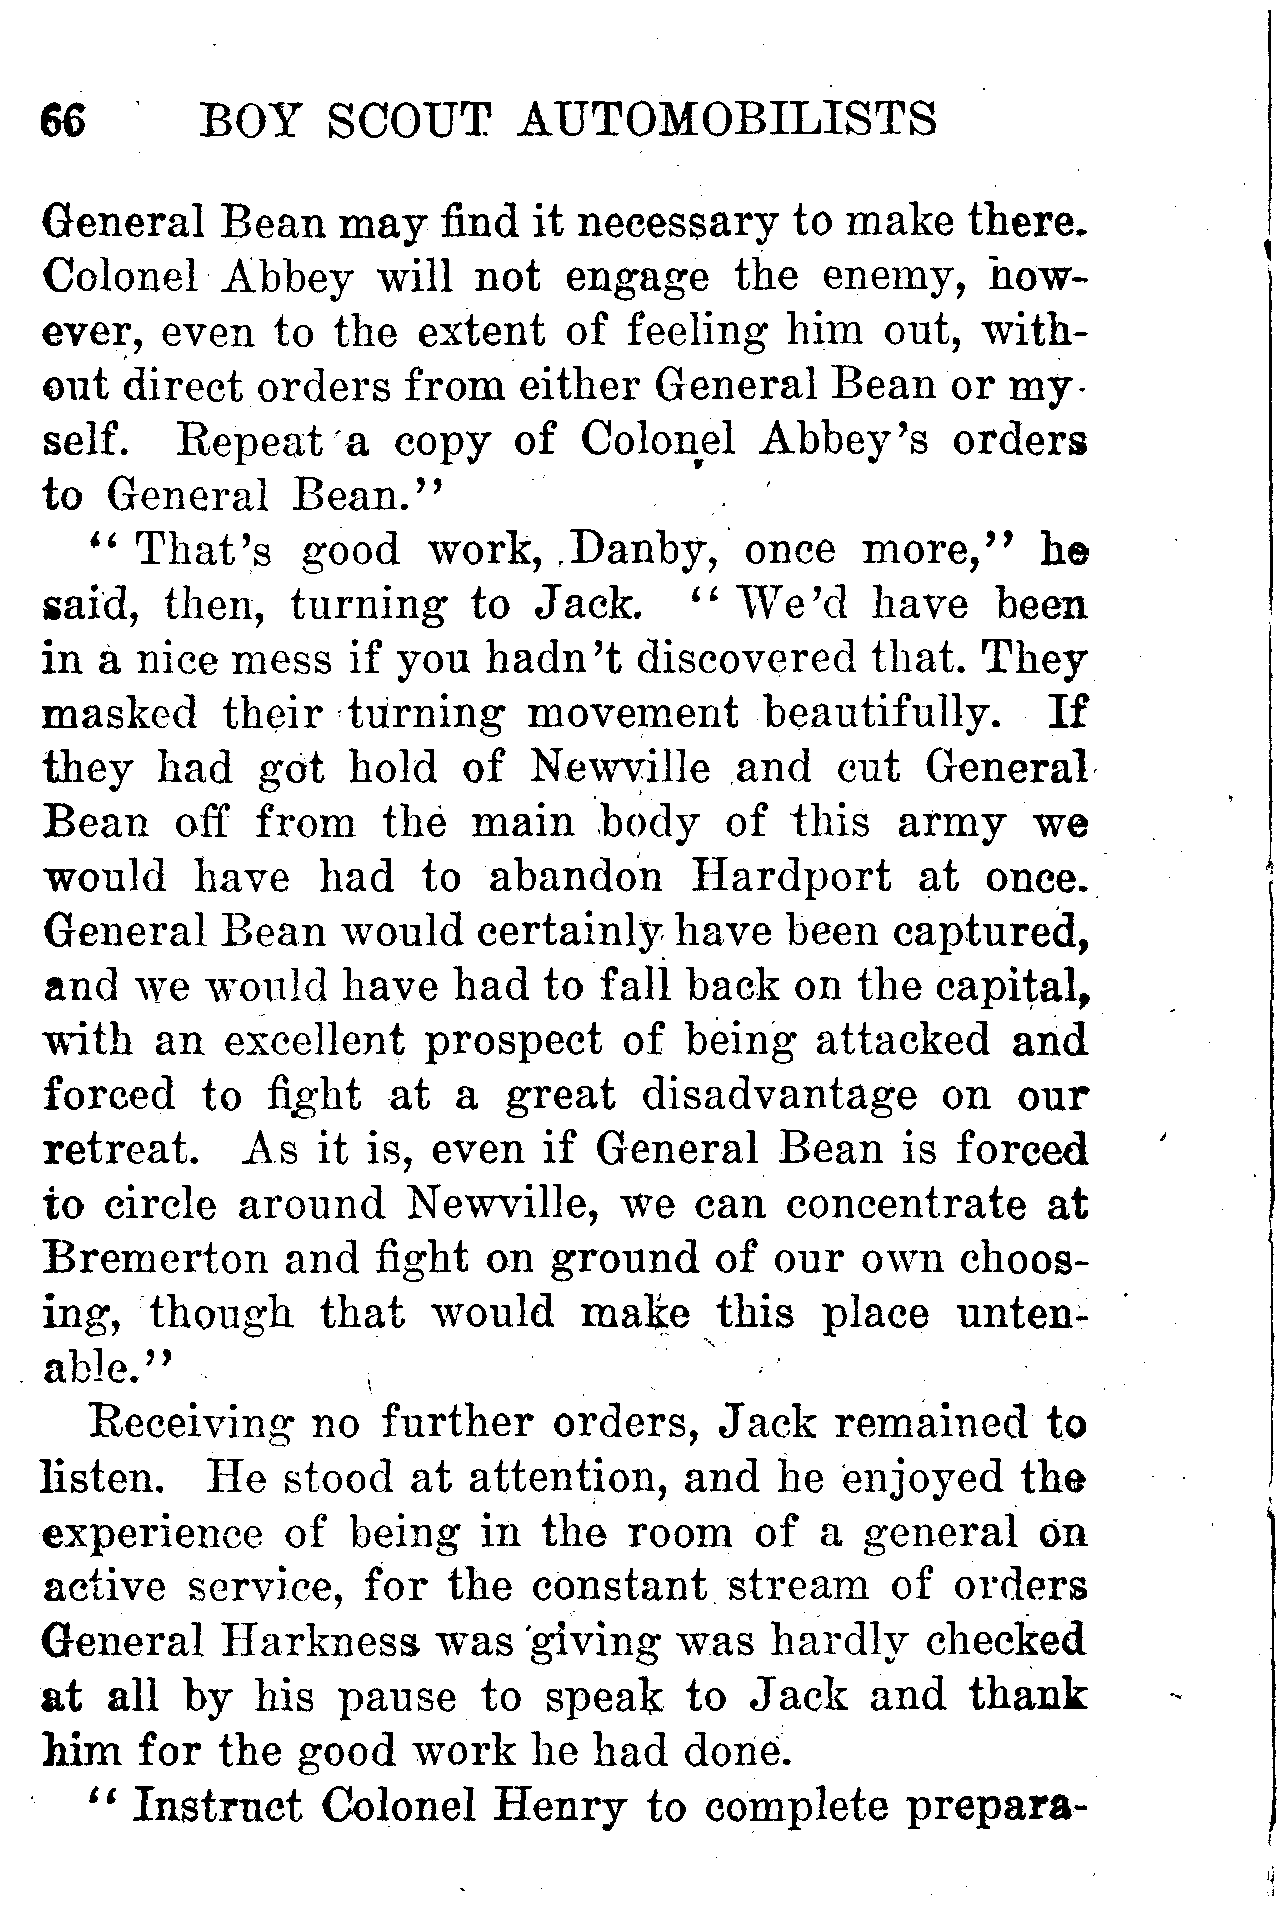 66 BOY SCOUT AUTOMOBILISTS
General Bean may find it necessary to make there.
Colonel Abbey will not engage the enemy, how-
ever, even to the extent of feeling him out, with-
out direct orders from either General Bean or my-
self. Repeat a copy of Colonel Abbey's orders
to General Bean."
" That's good work, Danby, once more," he
said, then, turning to Jack. " We'd have been
in a nice mess if you hadn't discovered that. They
masked their turning movement beautifully. If
they had got hold of Newville and cut General
Bean off from the main body of this army we
would have had to abandon Hardport at once.
General Bean would certainly have been captured,
and we would have had to fall back on the capital,
with an excellent prospect of being attacked and
forced to fight at a great disadvantage on our
retreat. As it is, even if General Bean is forced
to circle around Newville, we can concentrate at
Bremerton and fight on ground of our own choos-
ing, though that would make this place unten-
able."
Receiving no further orders, Jack remained to
listen. He stood at attention, and he enjoyed the
experience of being in the room of a general on
active service, for the constant stream of orders
General Harkness was giving was hardly checked
at all by his pause to speak to Jack and thank
him for the good work he had done.
" Instruct Colonel Henry to complete prepara-